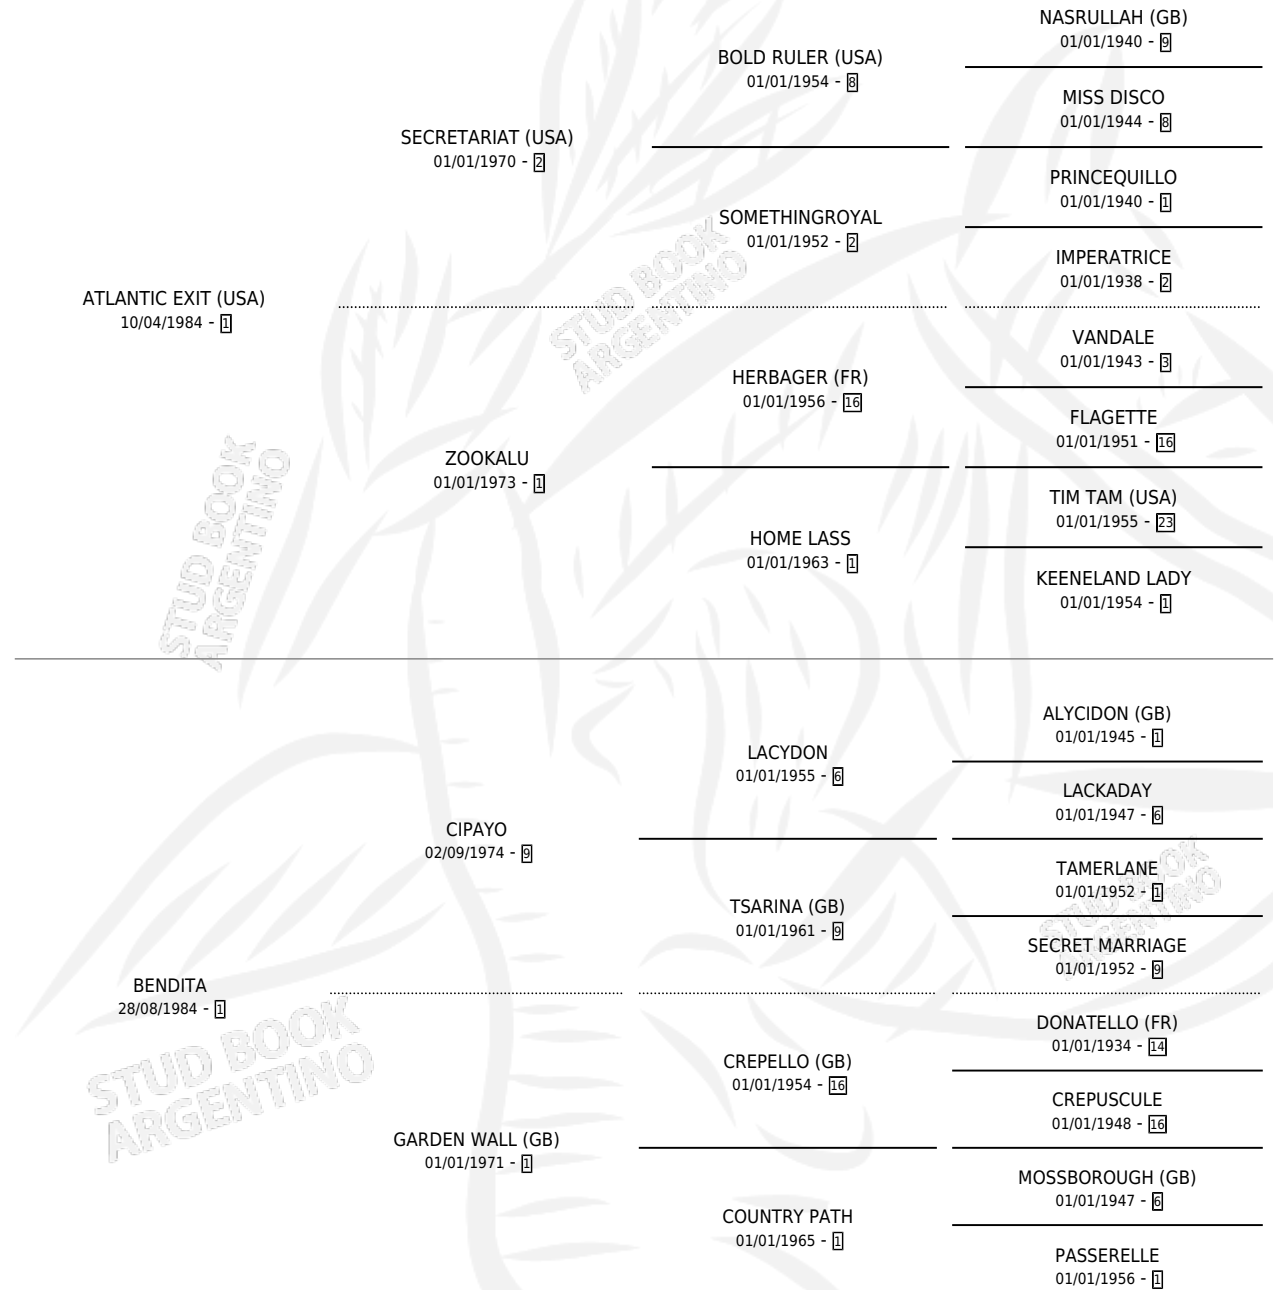 NASRULLAH (GB)
01/01/1940 - 9
BOLD RULER (USA)
01/01/1954 - 8
MISS DISCO
01/01/1944 - 8
SECRETARIAT (USA)
01/01/1970 - 2
PRINCEQUILLO
01/01/1940 - 1
SOMETHINGROYAL
01/01/1952 - 2
IMPERATRICE
01/01/1938 - 2
ATLANTIC EXIT (USA)
10/04/1984 - 1
STUD BOOK
ARGENTINO
VANDALE
01/01/1943 - 3
HERBAGER (FR)
01/01/1956 - 16
FLAGETTE
01/01/1951 - 16
ZOOKALU
01/01/1973 - 1
TIM TAM (USA)
01/01/1955 - 23
HOME LASS
01/01/1963 - 1
KEENELAND LADY
01/01/1954 - 1
STUD BOOK
ARGENTINO
ALYCIDON (GB)
01/01/1945 - 1
LACYDON
01/01/1955 - 6
LACKADAY
01/01/1947 - 6
CIPAYO
02/09/1974 - 9
TAMERLANE
01/01/1952 - 1
TSARINA (GB)
01/01/1961 - 9
SECRET MARRIAGE
01/01/1952 - 9
STUD BOOK
ARGENTINO
BENDITA
28/08/1984 - 1
DONATELLO (FR)
01/01/1934 - 14
CREPELLO (GB)
01/01/1954 - 16
CREPUSCULE
01/01/1948 - 16
STUD BOOK
ARGENTINO
GARDEN WALL (GB)
01/01/1971 - 1
MOSSBOROUGH (GB)
01/01/1947 - 6
COUNTRY PATH
01/01/1965 - 1
PASSERELLE
01/01/1956 - 1